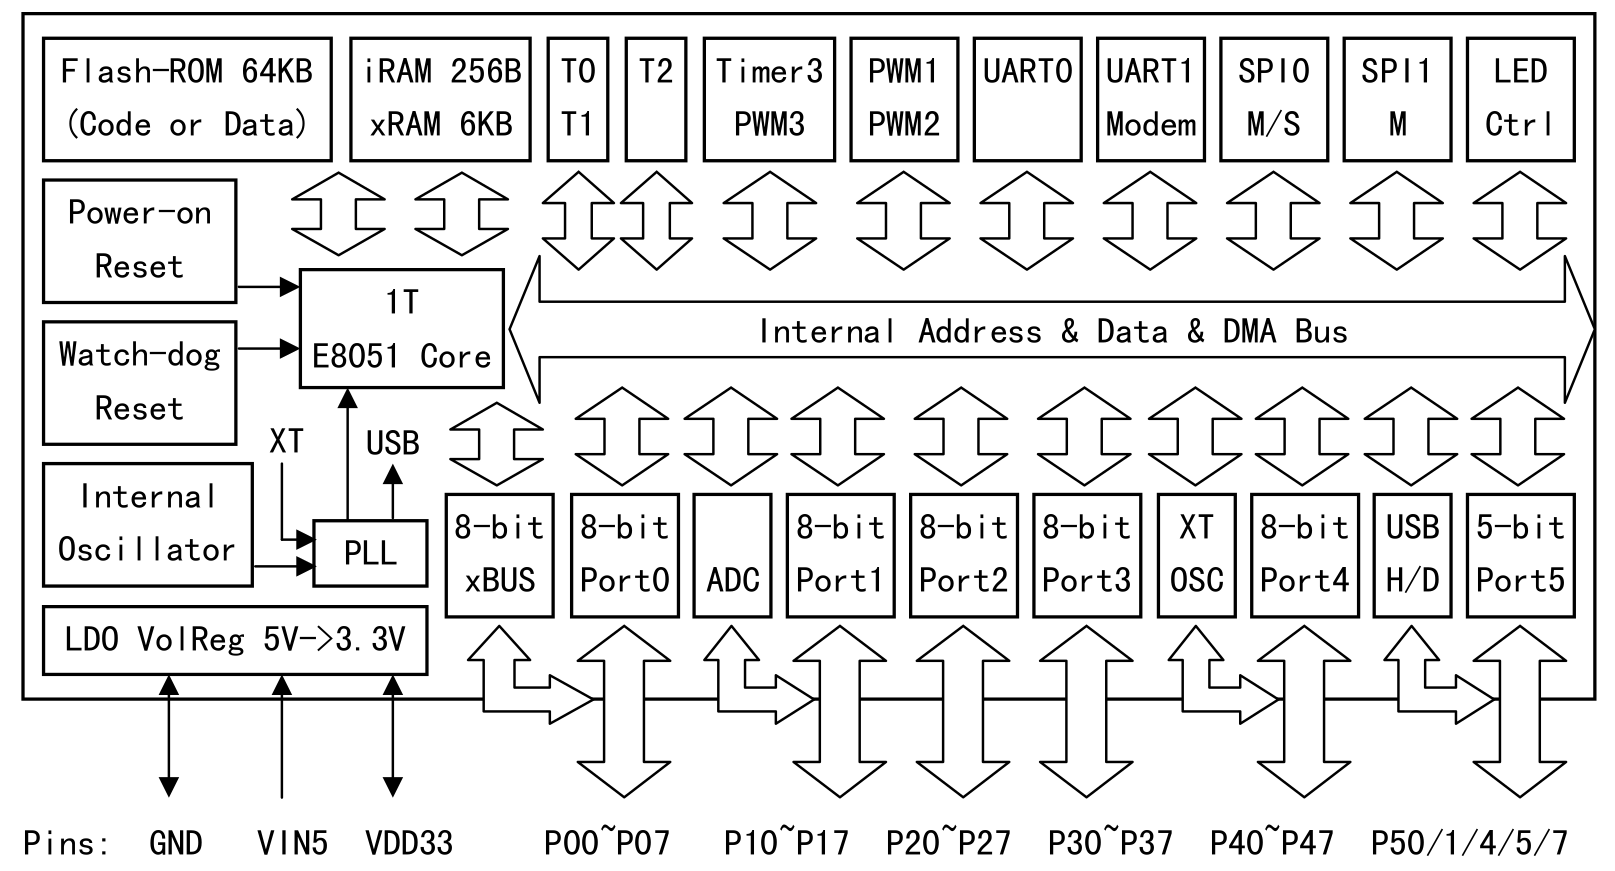 Flash-ROM 64KB
(Code or Data)
iRAM 256B
xRAM 6KB
T0
T1
T2
Timer3
PWM3
PWM1
PWM2
UART0
UART1
Modem
SPI0
M/S
SPI1
M
LED
Ctrl
Power-on
Reset
1T
E8051 Core
Internal Address & Data & DMA Bus
Watch-dog
Reset
XT
USB
Internal
Oscillator
PLL
8-bit
xBUS
8-bit
Port0
ADC
8-bit
Port1
8-bit
Port2
8-bit
Port3
XT
OSC
8-bit
Port4
USB
H/D
5-bit
Port5
LDO VolReg 5V->3.3V
Pins: GND VIN5 VDD33 P00~P07 P10~P17 P20~P27 P30~P37 P40~P47 P50/1/4/5/7